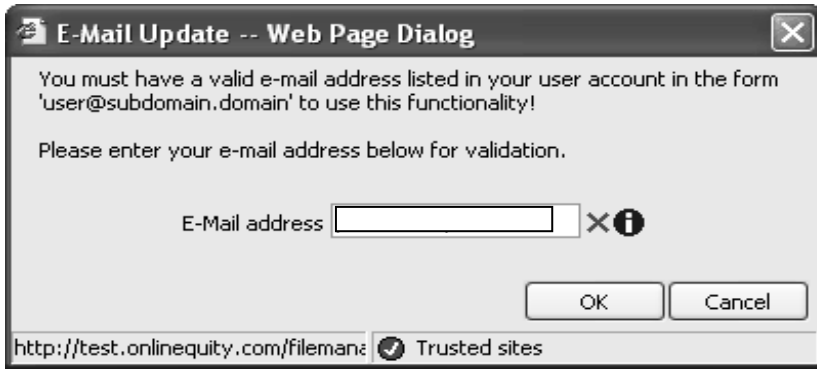 E-Mail Update -- Web Page Dialog
You must have a valid e-mail address listed in your user account in the form
'user@subdomain.domain' to use this functionality!
Please enter your e-mail address below for validation.
E-Mail address
OK Cancel
http://test.onlinequity.com/filemana Trusted sites